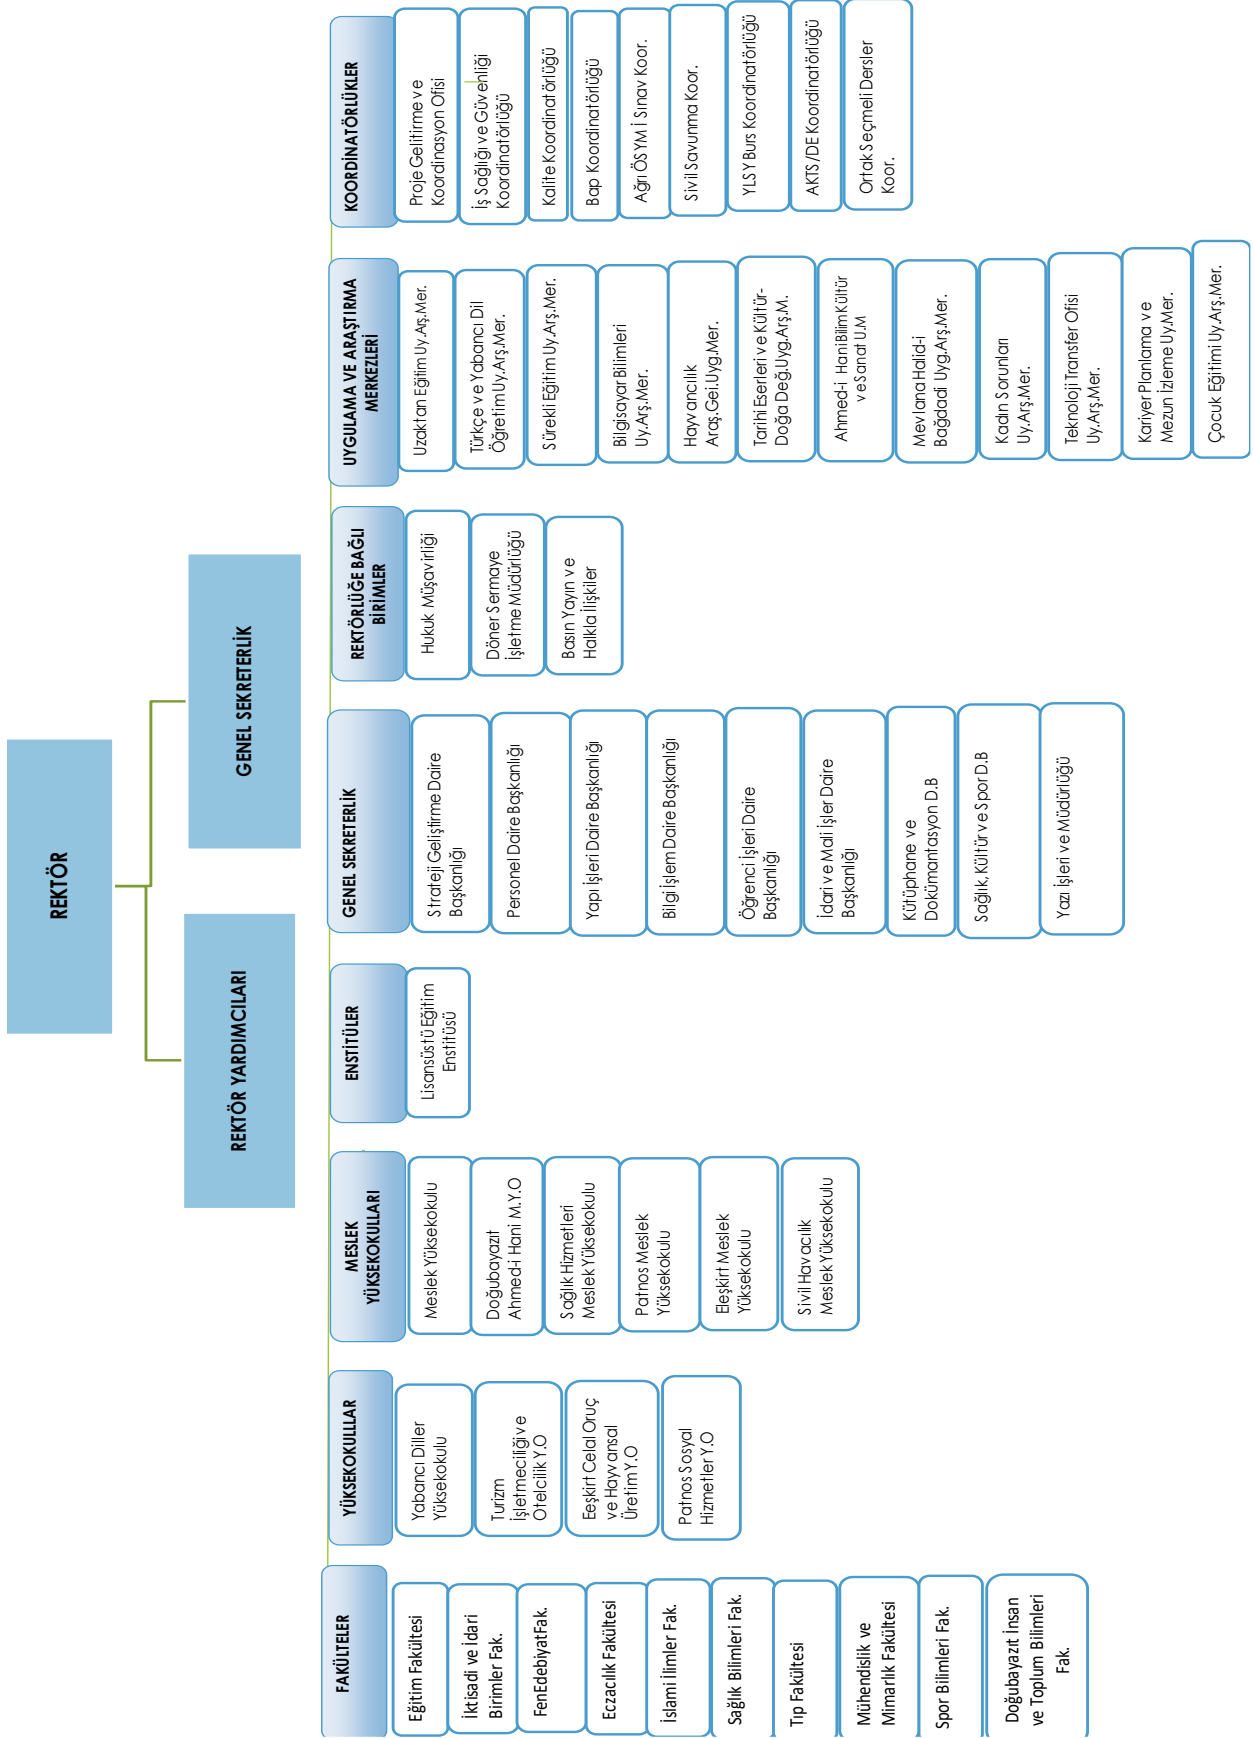 REKTÖR
REKTÖR YARDIMCILARI
GENEL SEKRETERLİK
FAKÜLTELER
Eğitim Fakültesi
İktisadi ve İdari
Birimler Fak.
FenEdebiyatFak.
Eczacılık Fakültesi
İslami İlimler Fak.
Sağlık Bilimleri Fak.
Tıp Fakültesi
Mühendislik ve
Mimarlık Fakültesi
Spor Bilimleri Fak.
Doğubayazıt İnsan
ve Toplum Bilimleri
Fak.
YÜKSEKOKULLLAR
Yabancı Diller
Yüksekokulu
Turizm
İşletmeciliği ve
Otelcilik Y.O
Eeşkirt Celal Oruç
ve Hayvansal
Üretim Y.O
Patnos Sosyal
Hizmetler Y.O
MESLEK
YÜKSEKOKULLARI
Meslek Yüksekokulu
Doğubayazıt
Ahmed-i Hani M.Y.O
Sağlık Hizmetleri
Meslek Yüksekokulu
Patnos Meslek
Yüksekokulu
Eleşkirt Meslek
Yüksekokulu
Sivil Havacılık
Meslek Yüksekokulu
ENSTİTÜLER
Lisansüstü Eğitim
Enstitüsü
GENEL SEKRETERLİK
Strateji Geliştirme Daire
Başkanlığı
Personel Daire Başkanlığı
Yapı İşleri Daire Başkanlığı
Bilgi İşlem Daire Başkanlığı
Öğrenci İşleri Daire
Başkanlığı
İdari ve Mali İşler Daire
Başkanlığı
Kütüphane ve
Dokümantasyon D.B
Sağlık, Kültür ve Spor D.B
Yazı İşleri ve Müdürlüğü
REKTÖRLÜĞE BAĞLI
BİRİMLER
Hukuk Müşavirliği
Döner Sermaye
İşletme Müdürlüğü
Basın Yayın ve
Halkla İlişkiler
UYGULAMA VE ARAŞTIRMA
MERKEZLERİ
Uzaktan Eğitim Uy.Arş.Mer.
Türkçe ve Yabancı Dil
Öğretim Uy.Arş.Mer.
Sürekli Eğitim Uy.Arş.Mer.
Bilgisayar Bilimleri
Uy.Arş.Mer.
Hayvancılık
Araş.Gel.Uyg.Mer.
Tarihi Eserleri ve Kültür-
Doğa Değ.Uyg.Arş.M.
Ahmed-i Hani Bilim Kültür
ve Sanat U.M
Mevlana Halid-i
Bağdadi Uyg.Arş.Mer.
Kadın Sorunları
Uy.Arş.Mer.
Teknoloji Transfer Ofisi
Uy.Arş.Mer.
Kariyer Planlama ve
Mezun İzleme Uy.Mer.
Çocuk Eğitimi Uy.Arş.Mer.
KOORDİNATÖRLÜKLER
Proje Gelitirme ve
Koordinasyon Ofisi
İş Sağlığı ve Güvenliği
Koordinatörlüğü
Kalite Koordinatörlüğü
Bap Koordinatörlüğü
Ağrı ÖSYM İ Sınav Koor.
Sivil Savunma Koor.
YLSY Burs Koordinatörlüğü
AKTS/DE Koordinatörlüğü
Ortak Seçmeli Dersler
Koor.